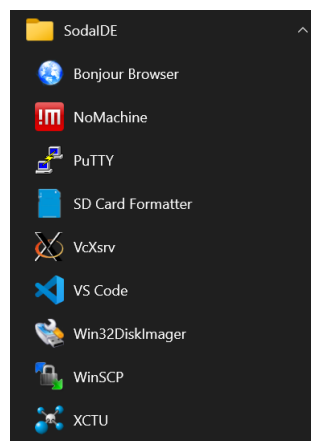 SodaIDE
Bonjour Browser
!m NoMachine
PuTTY
SD Card Formatter
VcXsrv
VS Code
Win32DiskImager
WinSCP
XCTU